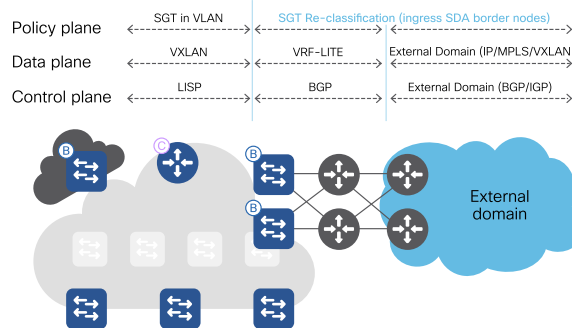 Policy plane SGT in VLAN SGT Re-classification (ingress SDA border nodes)
Data plane VXLAN VRF-LITE External Domain (IP/MPLS/VXLAN
Control plane LISP BGP External Domain (BGP/IGP)
C
B
B
B
External
domain